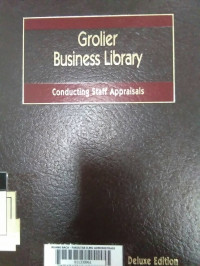 Grolier
Business Library
Conducting Staff Appraisals
Deluxe Edition